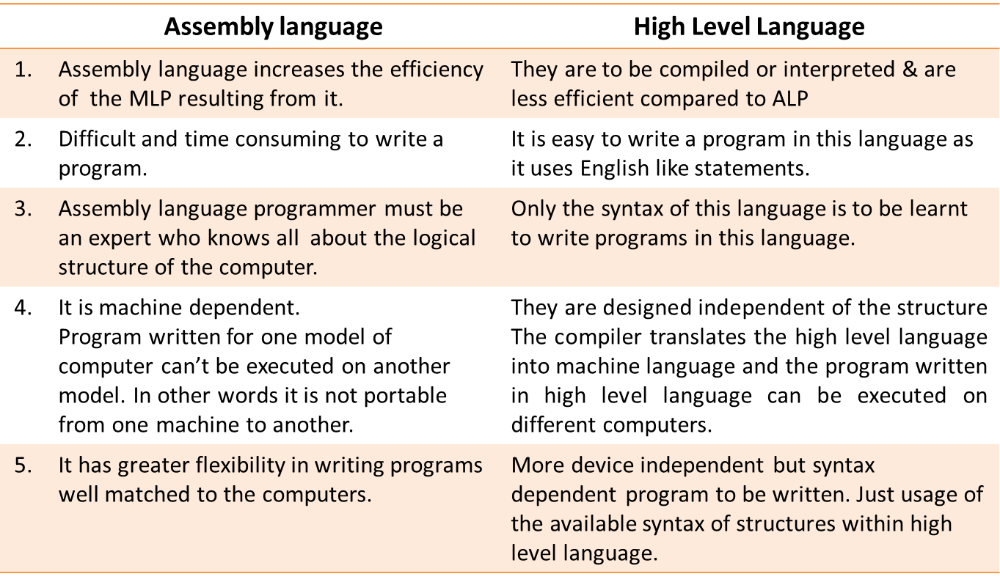 Assembly language High Level Language
1. Assembly language increases the efficiency
of the MLP resulting from it.
They are to be compiled or interpreted & are
less efficient compared to ALP
2. Difficult and time consuming to write a
program.
It is easy to write a program in this language as
it uses English like statements.
3. Assembly language programmer must be
an expert who knows all about the logical
structure of the computer.
Only the syntax of this language is to be learnt
to write programs in this language.
4. It is machine dependent.
Program written for one model of
computer can’t be executed on another
model. In other words it is not portable
from one machine to another.
They are designed independent of the structure
The compiler translates the high level language
into machine language and the program written
in high level language can be executed on
different computers.
5. It has greater flexibility in writing programs
well matched to the computers.
More device independent but syntax
dependent program to be written. Just usage of
the available syntax of structures within high
level language.